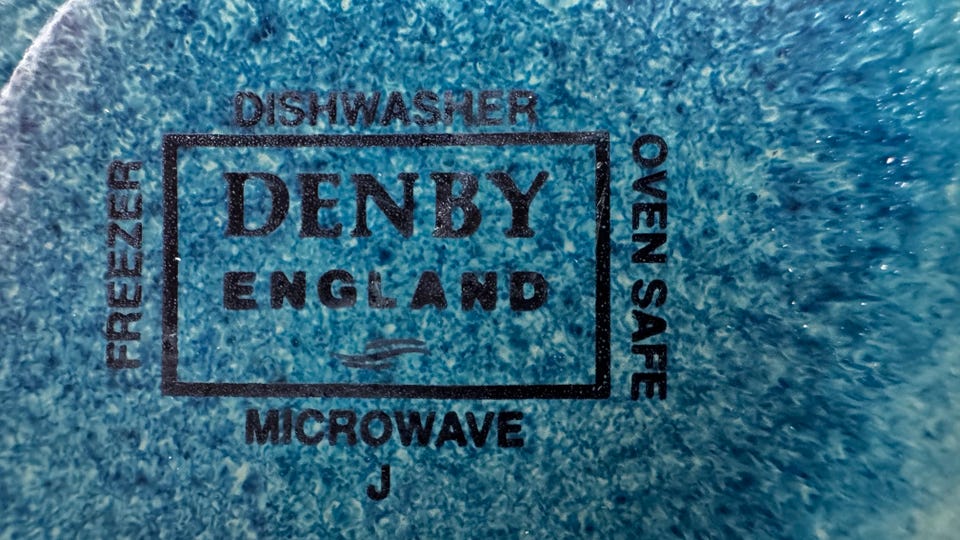 DISHWASHER
FREEZER
DENBY
ENGLAND
OVEN SAFE
MICROWAVE
J